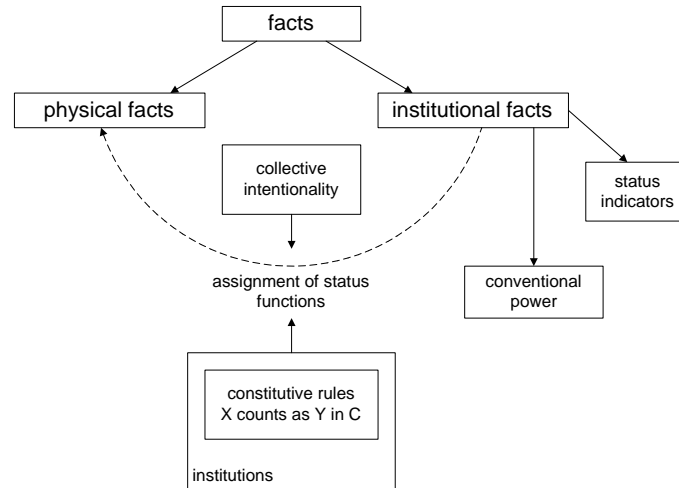 facts
physical facts
institutional facts
collective
intentionality
status
indicators
assignment of status
functions
conventional
power
constitutive rules
X counts as Y in C
institutions